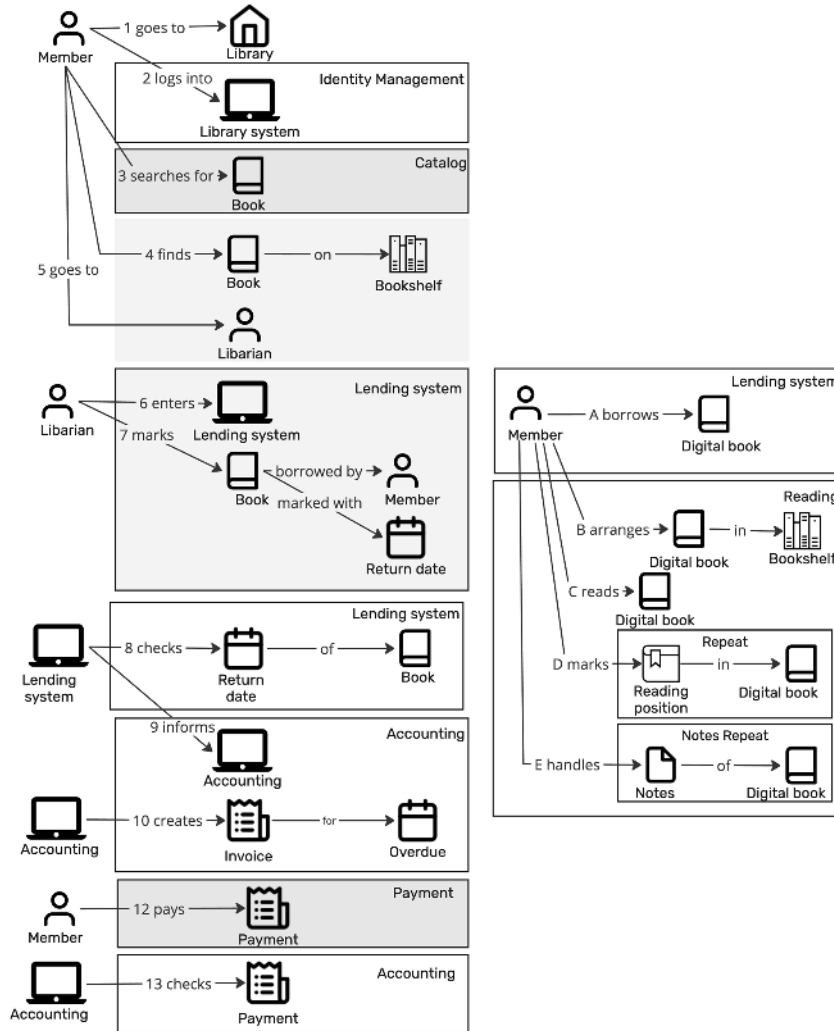 1 goes to
Member
Library
2 logs into
Identity Management
Library system
Catalog
3 searches for
Book
4 finds
on
Book
Bookshelf
5 goes to
Libarian
Lending system
6 enters
Libarian
Lending system
7 marks
borrowed by
Book
Member
marked with
Return date
Lending system
8 checks
of
Lending
system
Return
date
Book
9 informs
Accounting
Accounting
10 creates
for
Accounting
Invoice
Overdue
Payment
12 pays
Member
Payment
Accounting
13 checks
Accounting
Payment
Lending system
A borrows
Member
Digital book
Reading
B arranges
in
Digital book
Bookshelf
C reads
Digital book
Repeat
D marks
in
Reading
position
Digital book
Notes Repeat
E handles
of
Notes
Digital book